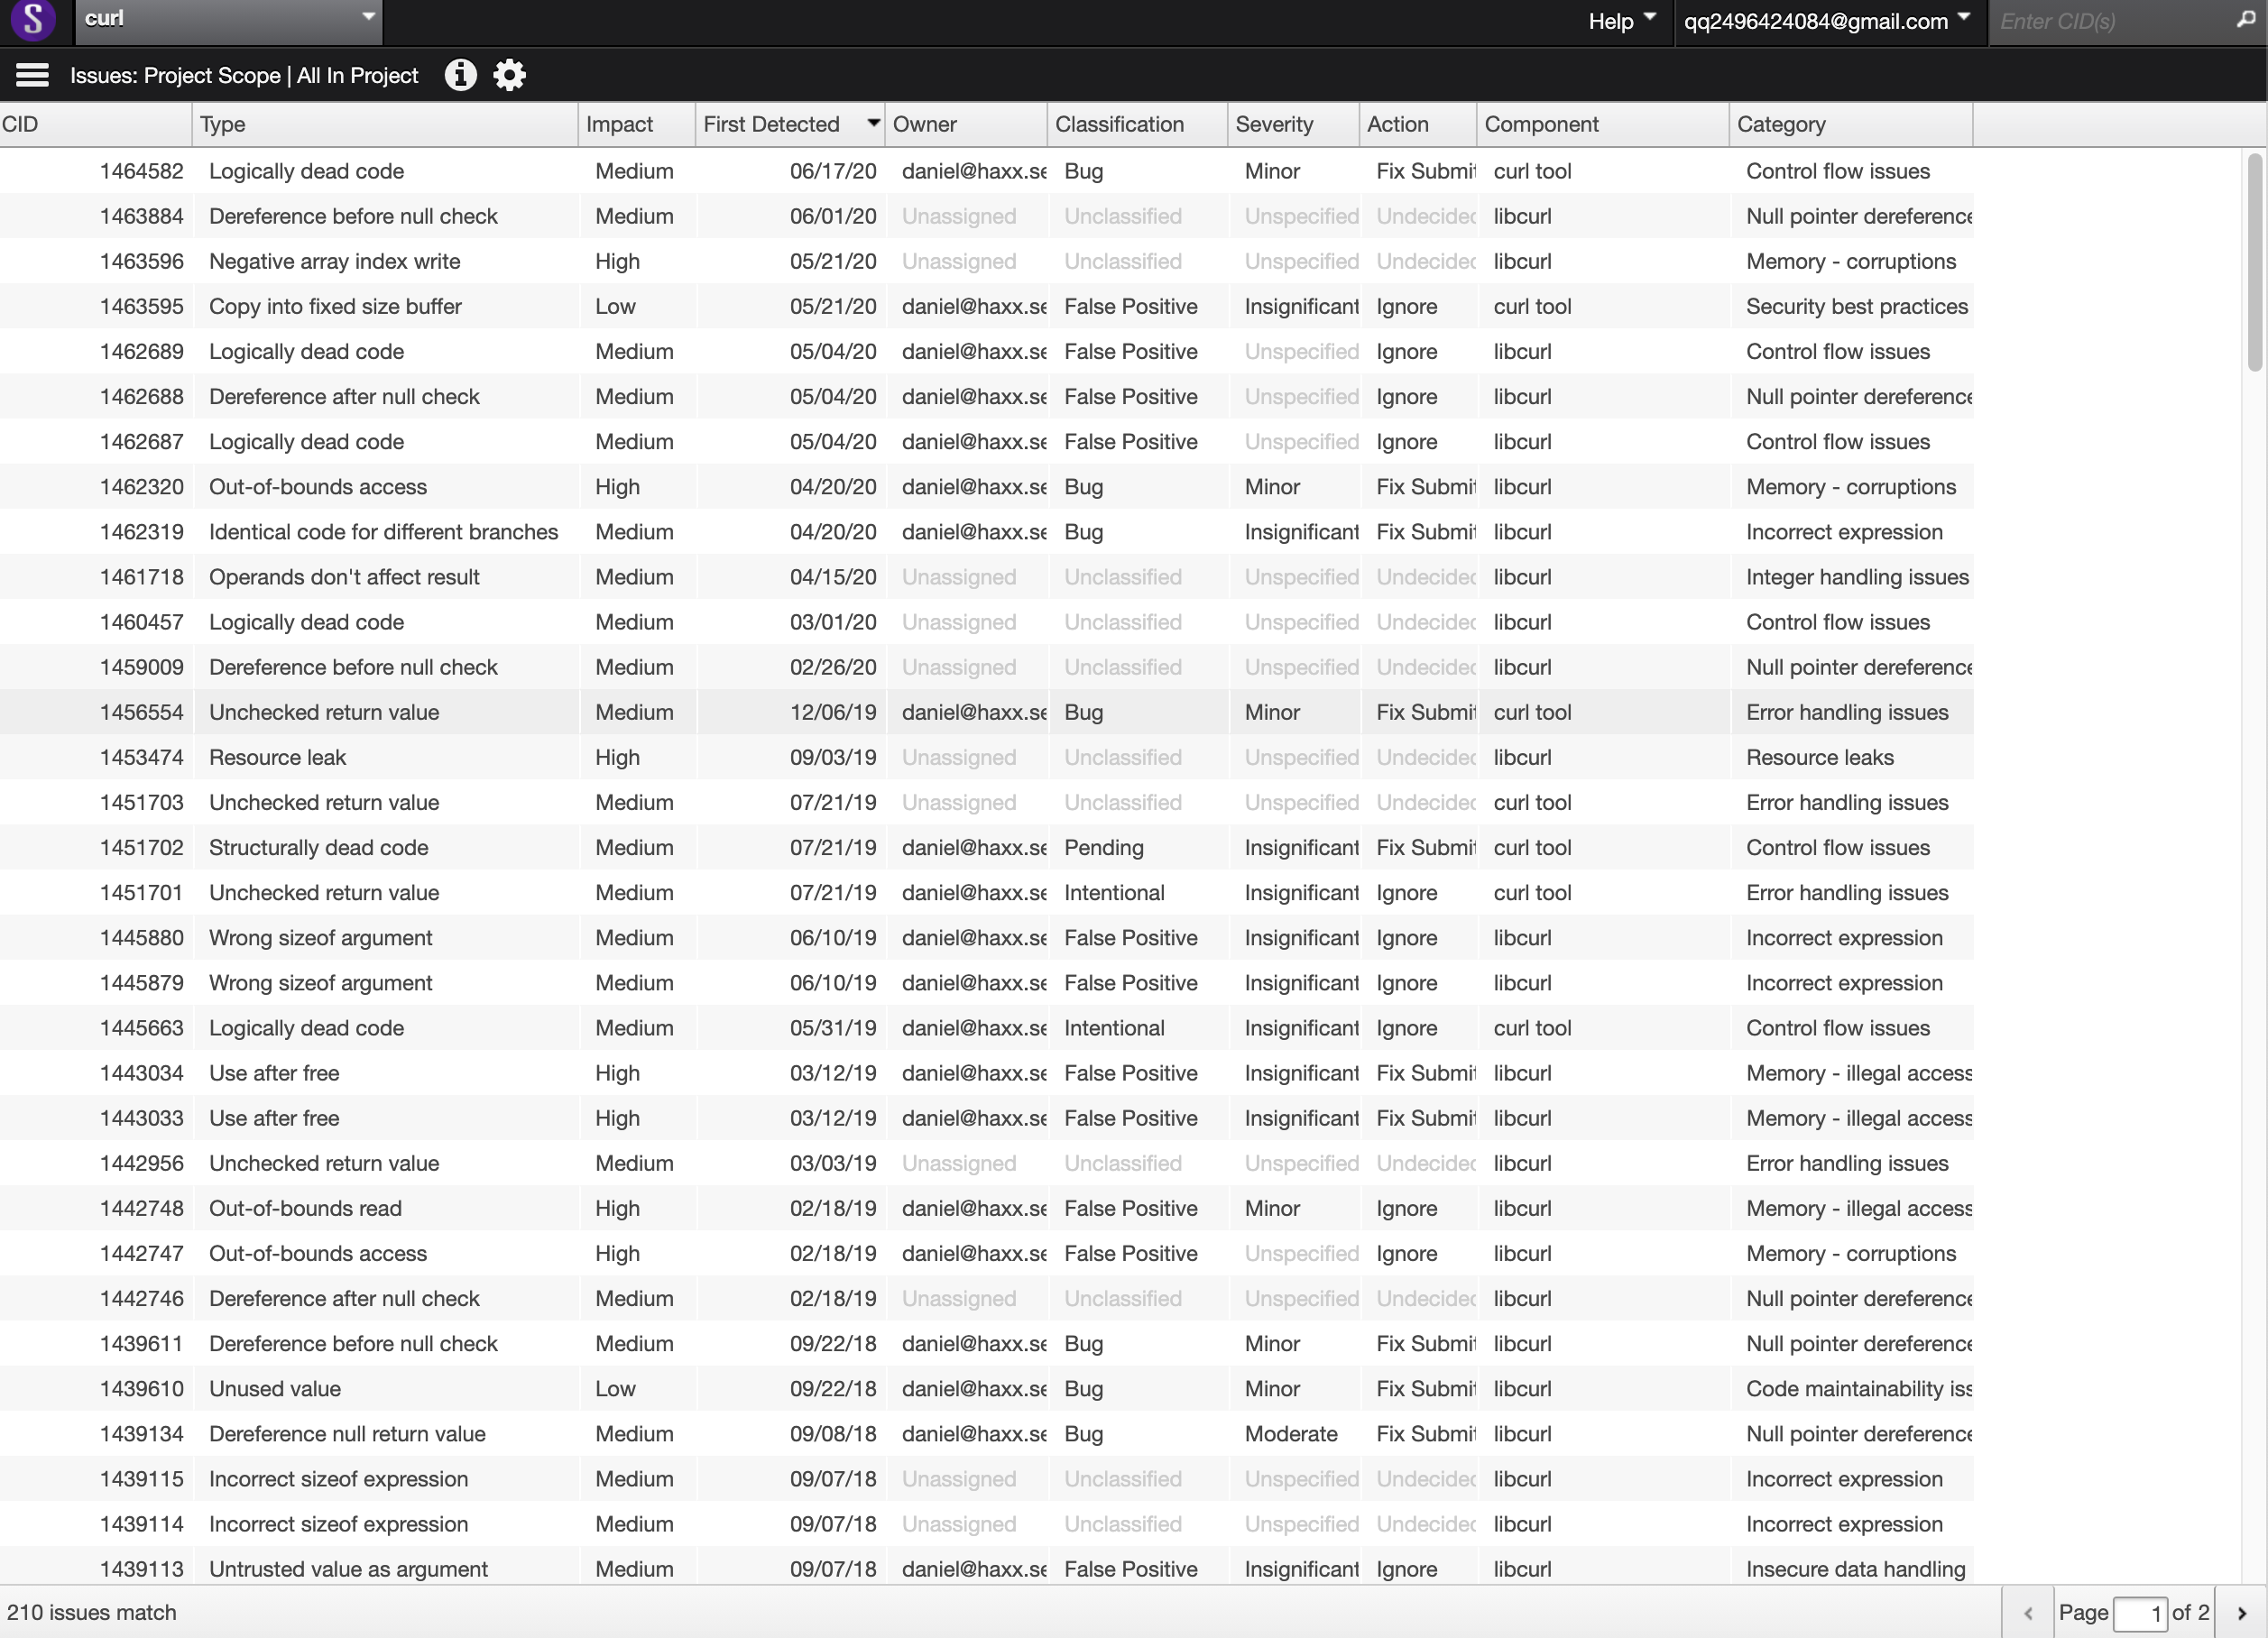 S curl Help qq2496424084@gmail.com Enter CID(s)
Issues: Project Scope | All In Project
CID Type Impact First Detected Owner Classification Severity Action Component Category
1464582 Logically dead code Medium 06/17/20 daniel@haxx.se Bug Minor Fix Submit curl tool Control flow issues
1463884 Dereference before null check Medium 06/01/20 Unassigned Unclassified Unspecified Undecided libcurl Null pointer dereference
1463596 Negative array index write High 05/21/20 Unassigned Unclassified Unspecified Undecided libcurl Memory - corruptions
1463595 Copy into fixed size buffer Low 05/21/20 daniel@haxx.se False Positive Insignificant Ignore curl tool Security best practices
1462689 Logically dead code Medium 05/04/20 daniel@haxx.se False Positive Unspecified Ignore libcurl Control flow issues
1462688 Dereference after null check Medium 05/04/20 daniel@haxx.se False Positive Unspecified Ignore libcurl Null pointer dereference
1462687 Logically dead code Medium 05/04/20 daniel@haxx.se False Positive Unspecified Ignore libcurl Control flow issues
1462320 Out-of-bounds access High 04/20/20 daniel@haxx.se Bug Minor Fix Submit libcurl Memory - corruptions
1462319 Identical code for different branches Medium 04/20/20 daniel@haxx.se Bug Insignificant Fix Submit libcurl Incorrect expression
1461718 Operands don't affect result Medium 04/15/20 Unassigned Unclassified Unspecified Undecided libcurl Integer handling issues
1460457 Logically dead code Medium 03/01/20 Unassigned Unclassified Unspecified Undecided libcurl Control flow issues
1459009 Dereference before null check Medium 02/26/20 Unassigned Unclassified Unspecified Undecided libcurl Null pointer dereference
1456554 Unchecked return value Medium 12/06/19 daniel@haxx.se Bug Minor Fix Submit curl tool Error handling issues
1453474 Resource leak High 09/03/19 Unassigned Unclassified Unspecified Undecided libcurl Resource leaks
1451703 Unchecked return value Medium 07/21/19 Unassigned Unclassified Unspecified Undecided curl tool Error handling issues
1451702 Structurally dead code Medium 07/21/19 daniel@haxx.se Pending Insignificant Fix Submit curl tool Control flow issues
1451701 Unchecked return value Medium 07/21/19 daniel@haxx.se Intentional Insignificant Ignore curl tool Error handling issues
1445880 Wrong sizeof argument Medium 06/10/19 daniel@haxx.se False Positive Insignificant Ignore libcurl Incorrect expression
1445879 Wrong sizeof argument Medium 06/10/19 daniel@haxx.se False Positive Insignificant Ignore libcurl Incorrect expression
1445663 Logically dead code Medium 05/31/19 daniel@haxx.se Intentional Insignificant Ignore curl tool Control flow issues
1443034 Use after free High 03/12/19 daniel@haxx.se False Positive Insignificant Fix Submit libcurl Memory - illegal access
1443033 Use after free High 03/12/19 daniel@haxx.se False Positive Insignificant Fix Submit libcurl Memory - illegal access
1442956 Unchecked return value Medium 03/03/19 Unassigned Unclassified Unspecified Undecided libcurl Error handling issues
1442748 Out-of-bounds read High 02/18/19 daniel@haxx.se False Positive Minor Ignore libcurl Memory - illegal access
1442747 Out-of-bounds access High 02/18/19 daniel@haxx.se False Positive Unspecified Ignore libcurl Memory - corruptions
1442746 Dereference after null check Medium 02/18/19 Unassigned Unclassified Unspecified Undecided libcurl Null pointer dereference
1439611 Dereference before null check Medium 09/22/18 daniel@haxx.se Bug Minor Fix Submit libcurl Null pointer dereference
1439610 Unused value Low 09/22/18 daniel@haxx.se Bug Minor Fix Submit libcurl Code maintainability iss
1439134 Dereference null return value Medium 09/08/18 daniel@haxx.se Bug Moderate Fix Submit libcurl Null pointer dereference
1439115 Incorrect sizeof expression Medium 09/07/18 Unassigned Unclassified Unspecified Undecided libcurl Incorrect expression
1439114 Incorrect sizeof expression Medium 09/07/18 Unassigned Unclassified Unspecified Undecided libcurl Incorrect expression
1439113 Untrusted value as argument Medium 09/07/18 daniel@haxx.se False Positive Insignificant Ignore libcurl Insecure data handling
210 issues match Page 1 of 2